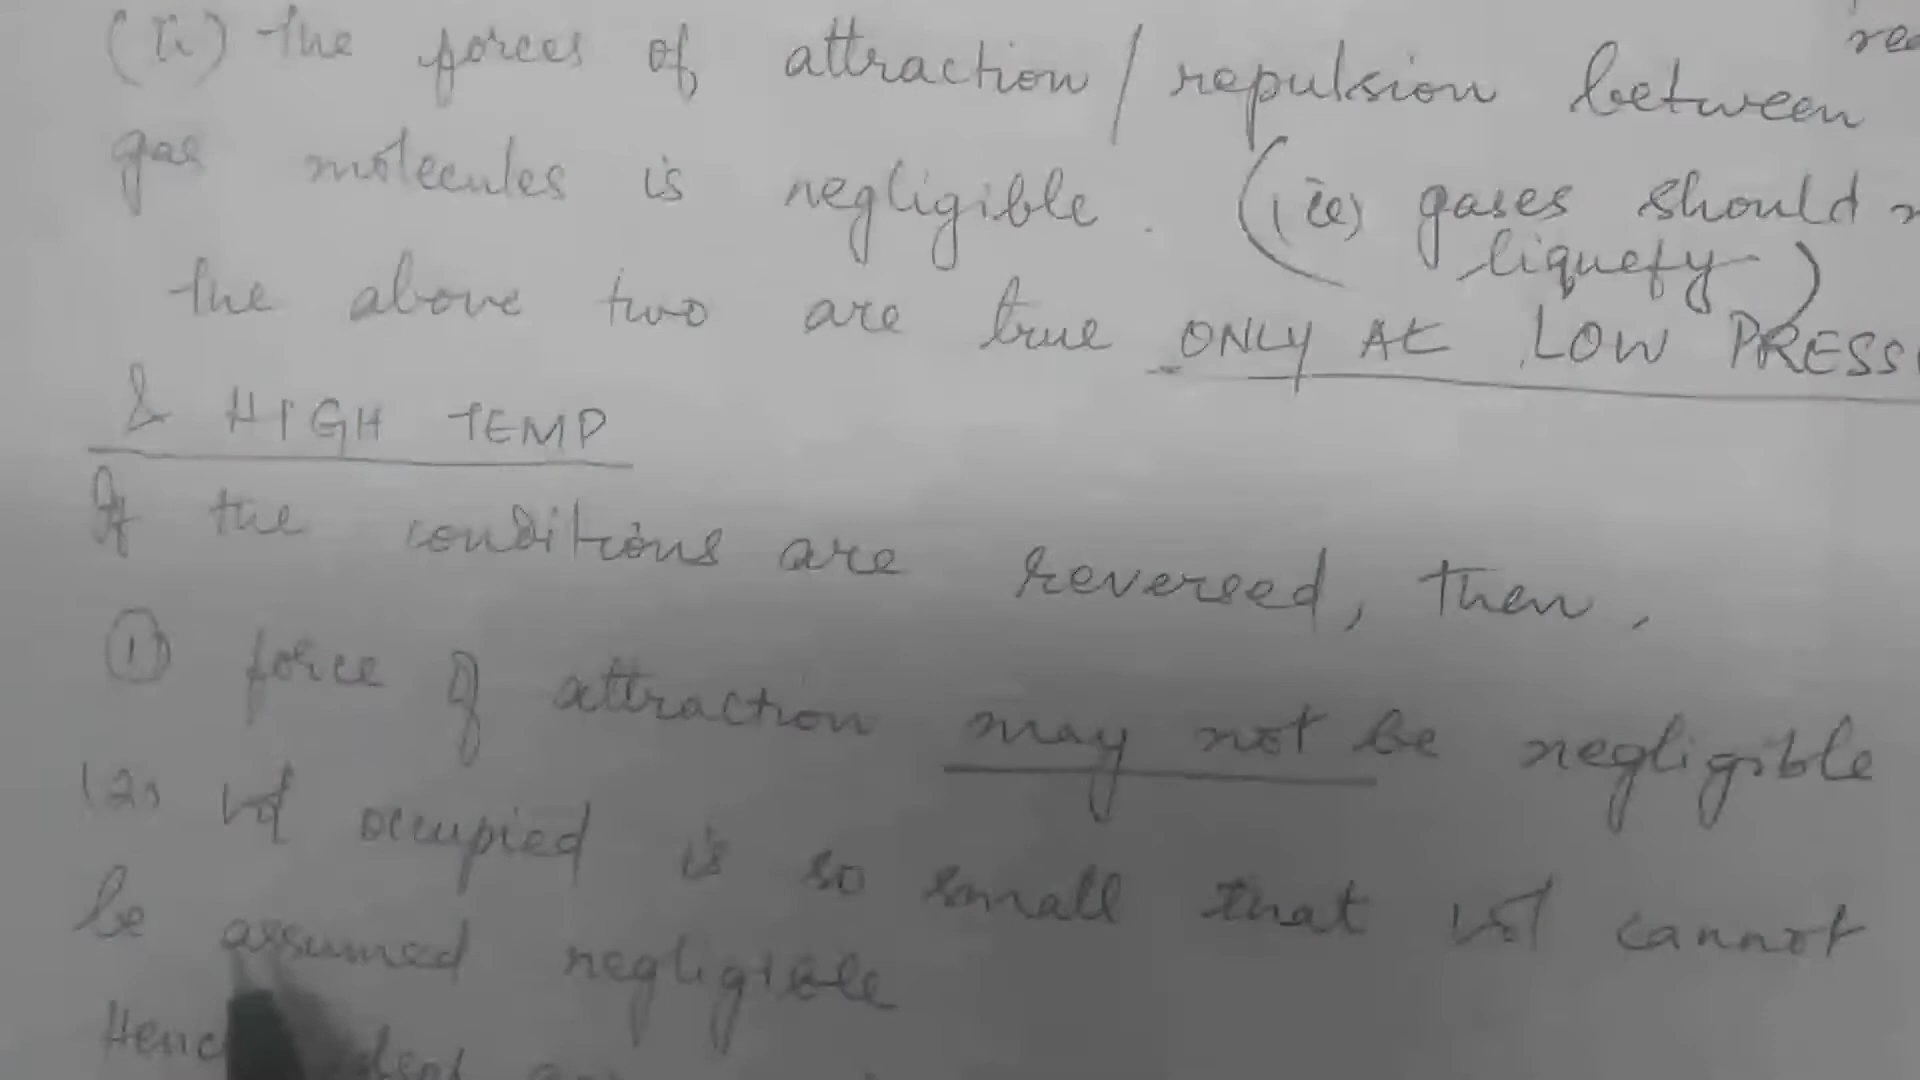 (ii) the forces of attraction / repulsion between
gas molecules is negligible. (ie) gases should
liquefy)
the above two are true ONLY At LOW PRESS
& HIGH TEMP
If the conditions are reversed, then,
① force of attraction may not be negligible
(2) vol occupied is so small that vol cannot
be assumed negligible